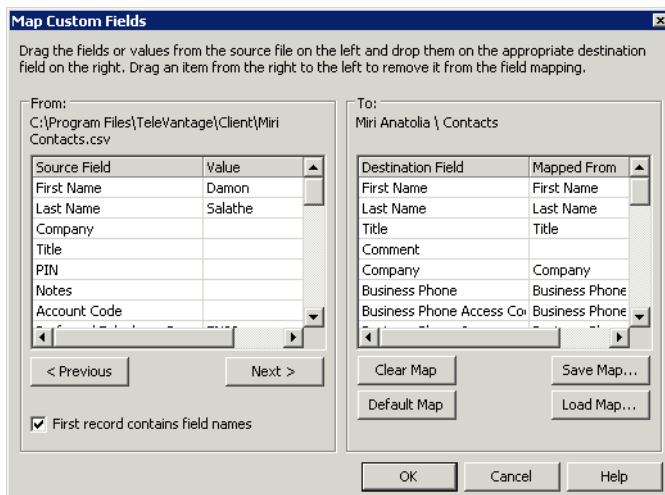 Map Custom Fields
Drag the fields or values from the source file on the left and drop them on the appropriate destination
field on the right. Drag an item from the right to the left to remove it from the field mapping.
From:
C:\Program Files\TeleVantage\Client\Miri
Contacts.csv
Source Field Value
First Name Damon
Last Name Salathe
Company
Title
PIN
Notes
Account Code
< Previous Next >
First record contains field names
To:
Miri Anatolia \ Contacts
Destination Field Mapped From
First Name First Name
Last Name Last Name
Title Title
Comment
Company Company
Business Phone Business Phone
Business Phone Access Co Business Phone
Clear Map Save Map...
Default Map Load Map...
OK Cancel Help